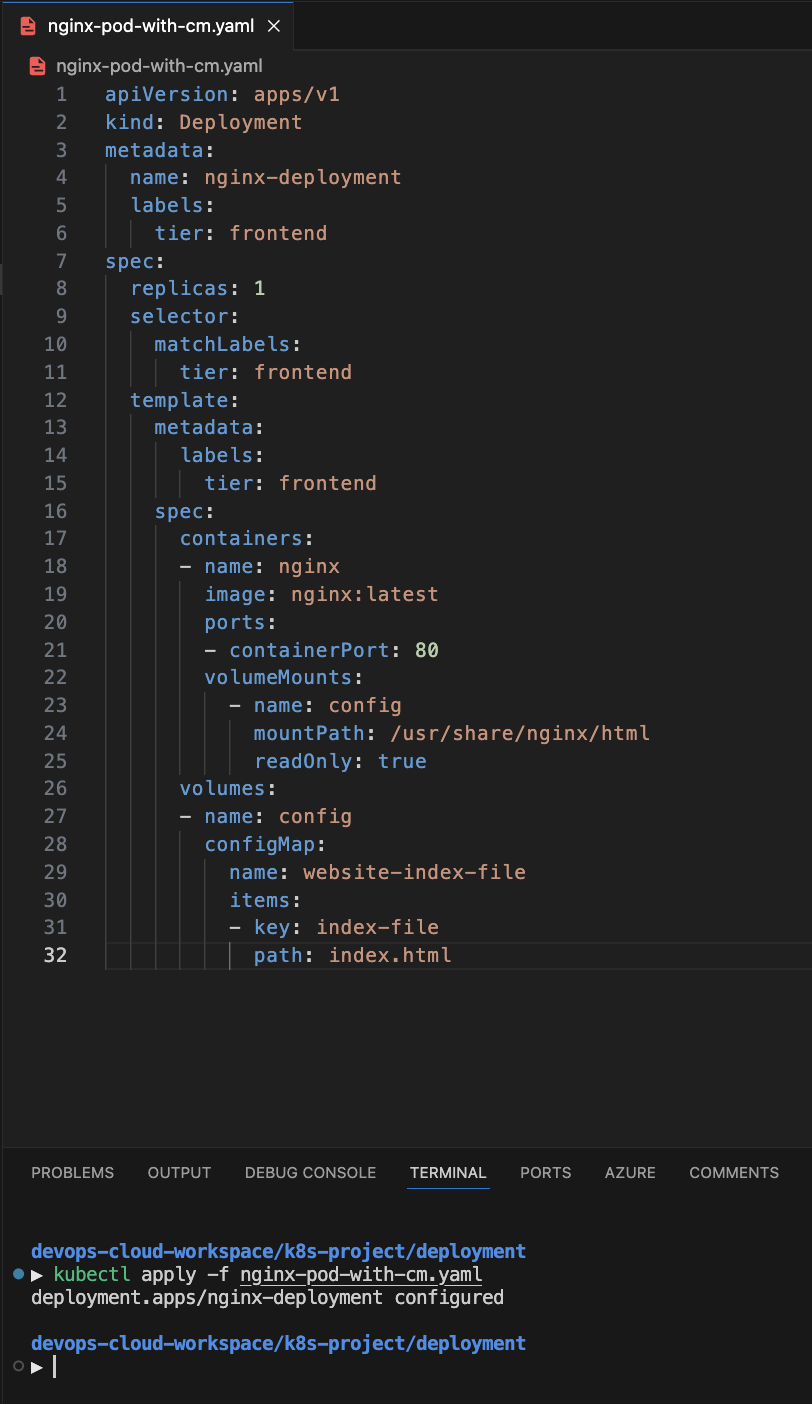 nginx-pod-with-cm.yaml ×
nginx-pod-with-cm.yaml
1 apiVersion: apps/v1
2 kind: Deployment
3 metadata:
4   name: nginx-deployment
5   labels:
6     tier: frontend
7 spec:
8   replicas: 1
9   selector:
10     matchLabels:
11       tier: frontend
12   template:
13     metadata:
14       labels:
15         tier: frontend
16     spec:
17       containers:
18       - name: nginx
19         image: nginx:latest
20         ports:
21         - containerPort: 80
22         volumeMounts:
23           - name: config
24             mountPath: /usr/share/nginx/html
25             readOnly: true
26       volumes:
27       - name: config
28         configMap:
29           name: website-index-file
30           items:
31           - key: index-file
32             path: index.html
PROBLEMS OUTPUT DEBUG CONSOLE TERMINAL PORTS AZURE COMMENTS
devops-cloud-workspace/k8s-project/deployment
▶ kubectl apply -f nginx-pod-with-cm.yaml
deployment.apps/nginx-deployment configured
devops-cloud-workspace/k8s-project/deployment
▶